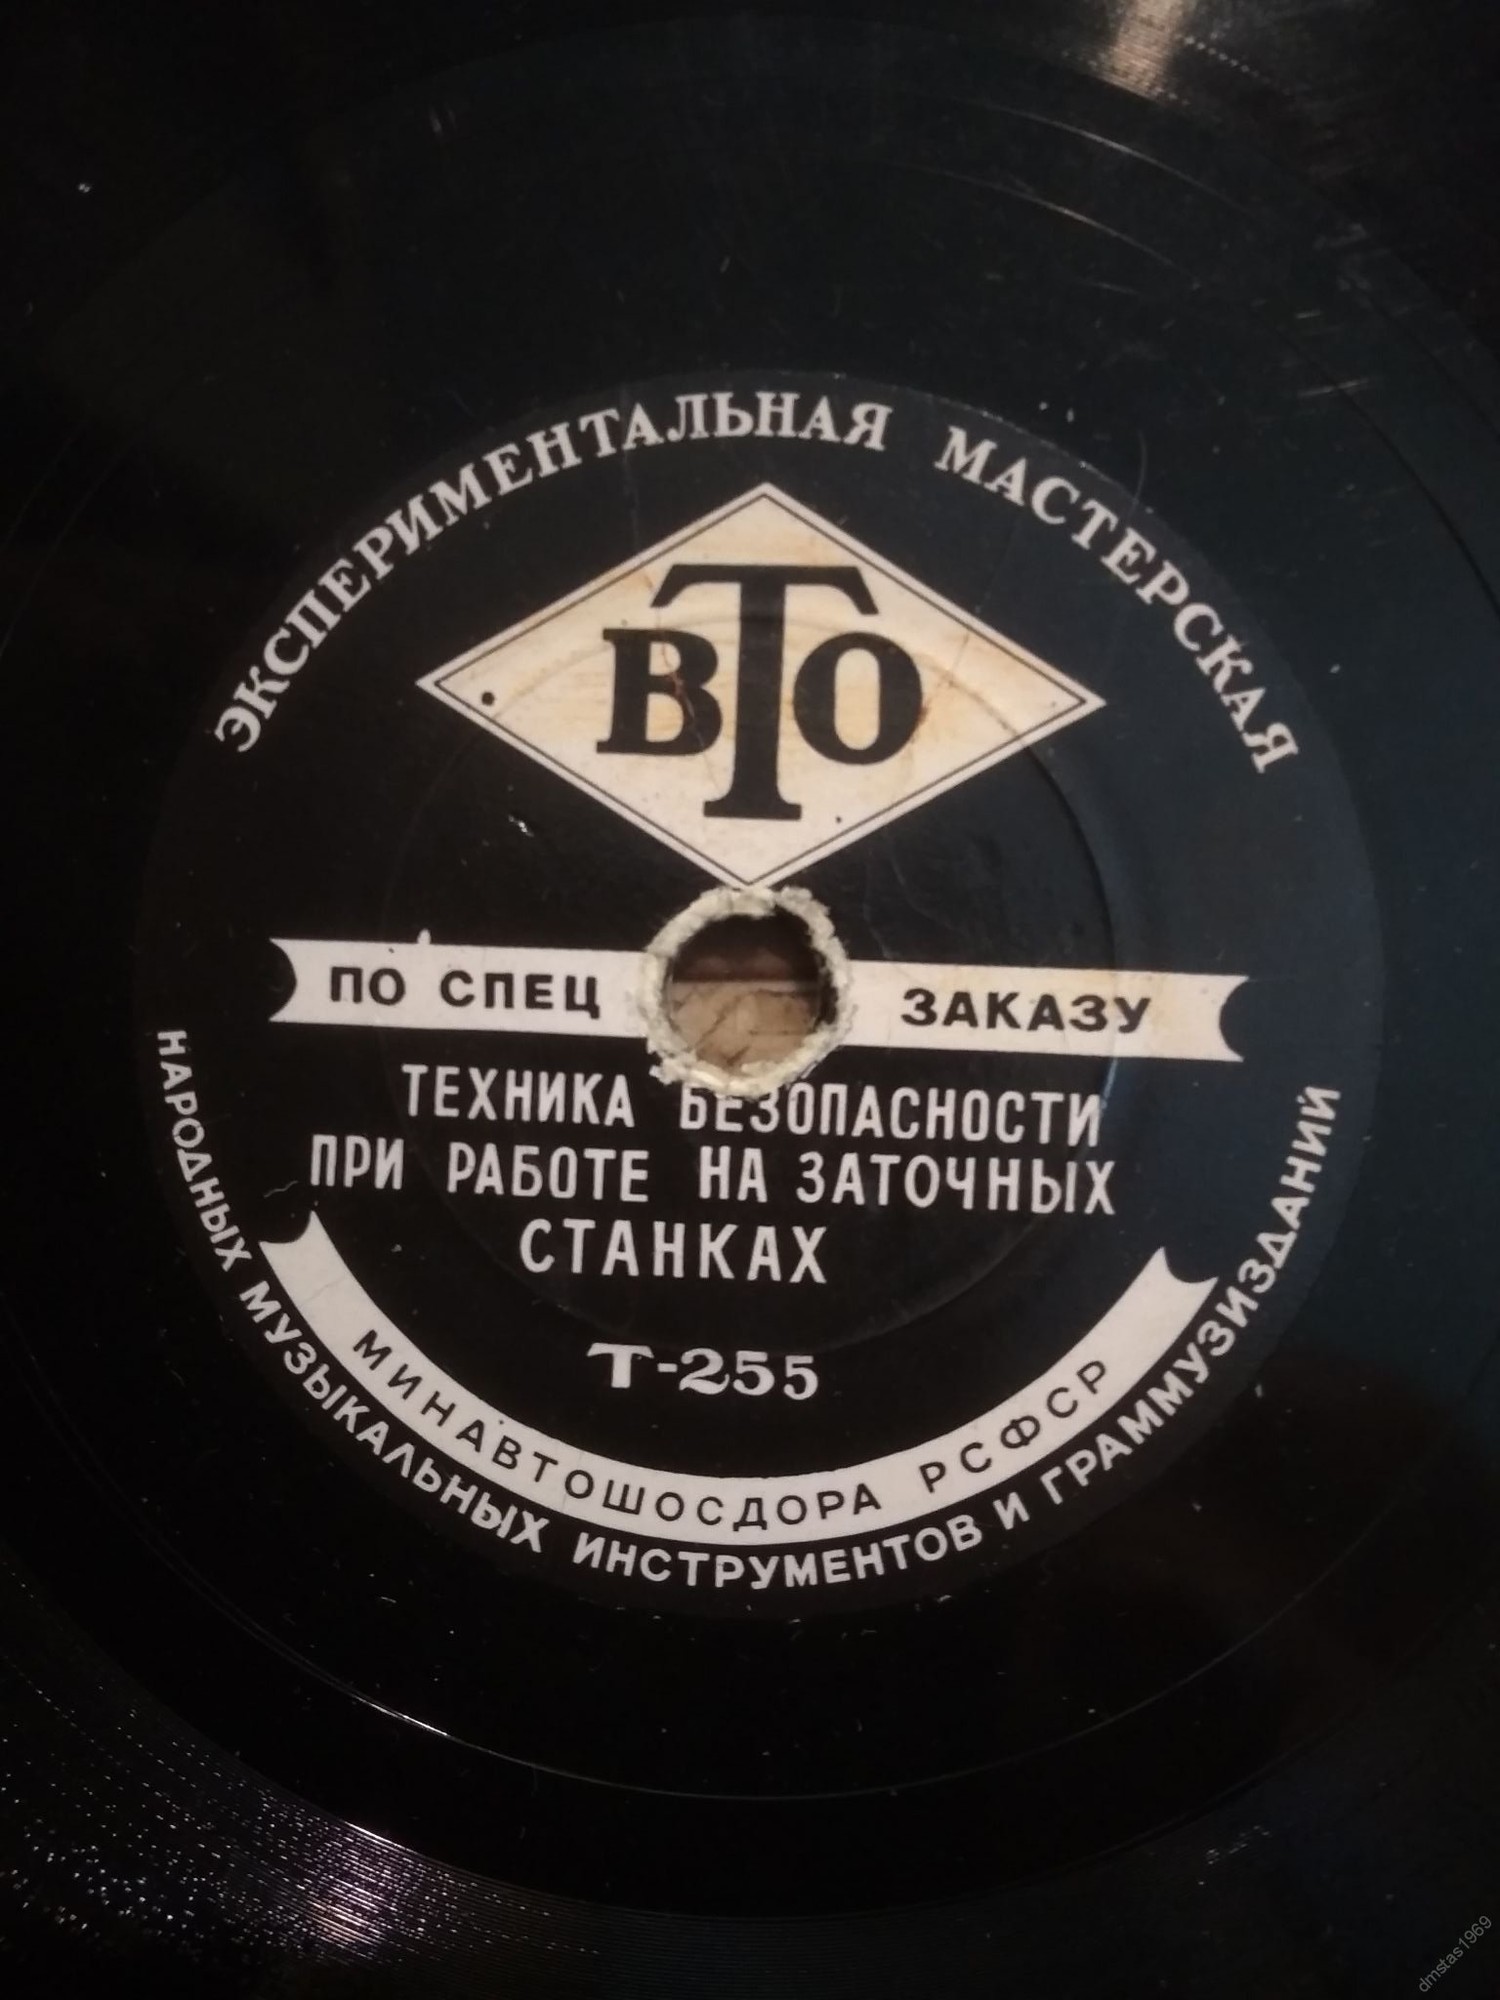 ЭКСПЕРИМЕНТАЛЬНАЯ МАСТЕРСКАЯ
ВТО
ПО СПЕЦ ЗАКАЗУ
ТЕХНИКА БЕЗОПАСНОСТИ
ПРИ РАБОТЕ НА ЗАТОЧНЫХ
СТАНКАХ
Т-255
МИНАВТОШОСДОРА РСФСР
НАРОДНЫХ МУЗЫКАЛЬНЫХ ИНСТРУМЕНТОВ И ГРАММУЗИЗДАНИЙ
dmstas1969